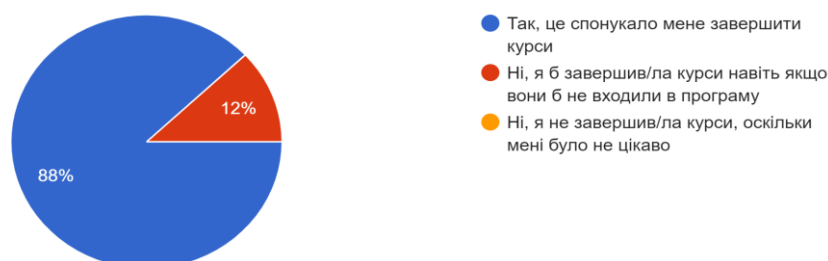 Так, це спонукало мене завершити
курси
Ні, я б завершив/ла курси навіть якщо
вони б не входили в програму
Ні, я не завершив/ла курси, оскільки
мені було не цікаво
12%
88%